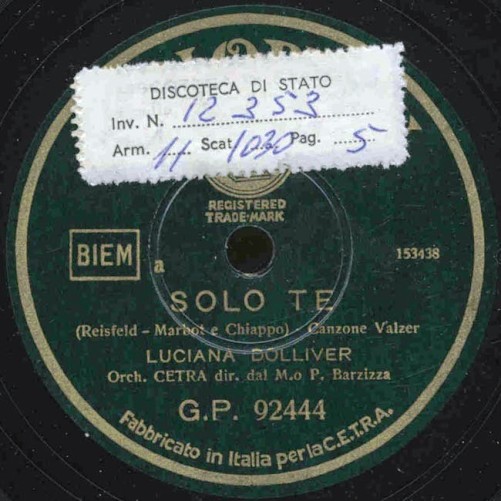 DISCOTECA DI STATO
Inv. N. 12353
Arm. 11 Scat 1030 Pag. 5
REGISTERED
TRADE-MARK
BIEM
a
153438
SOLO TE
(Reisfeld - Marbot e Chiappo) - Canzone Valzer
LUCIANA DOLLIVER
Orch. CETRA dir. dal M.o P. Barzizza
G.P. 92444
Fabbricato in Italia per la C.E.T.R.A.